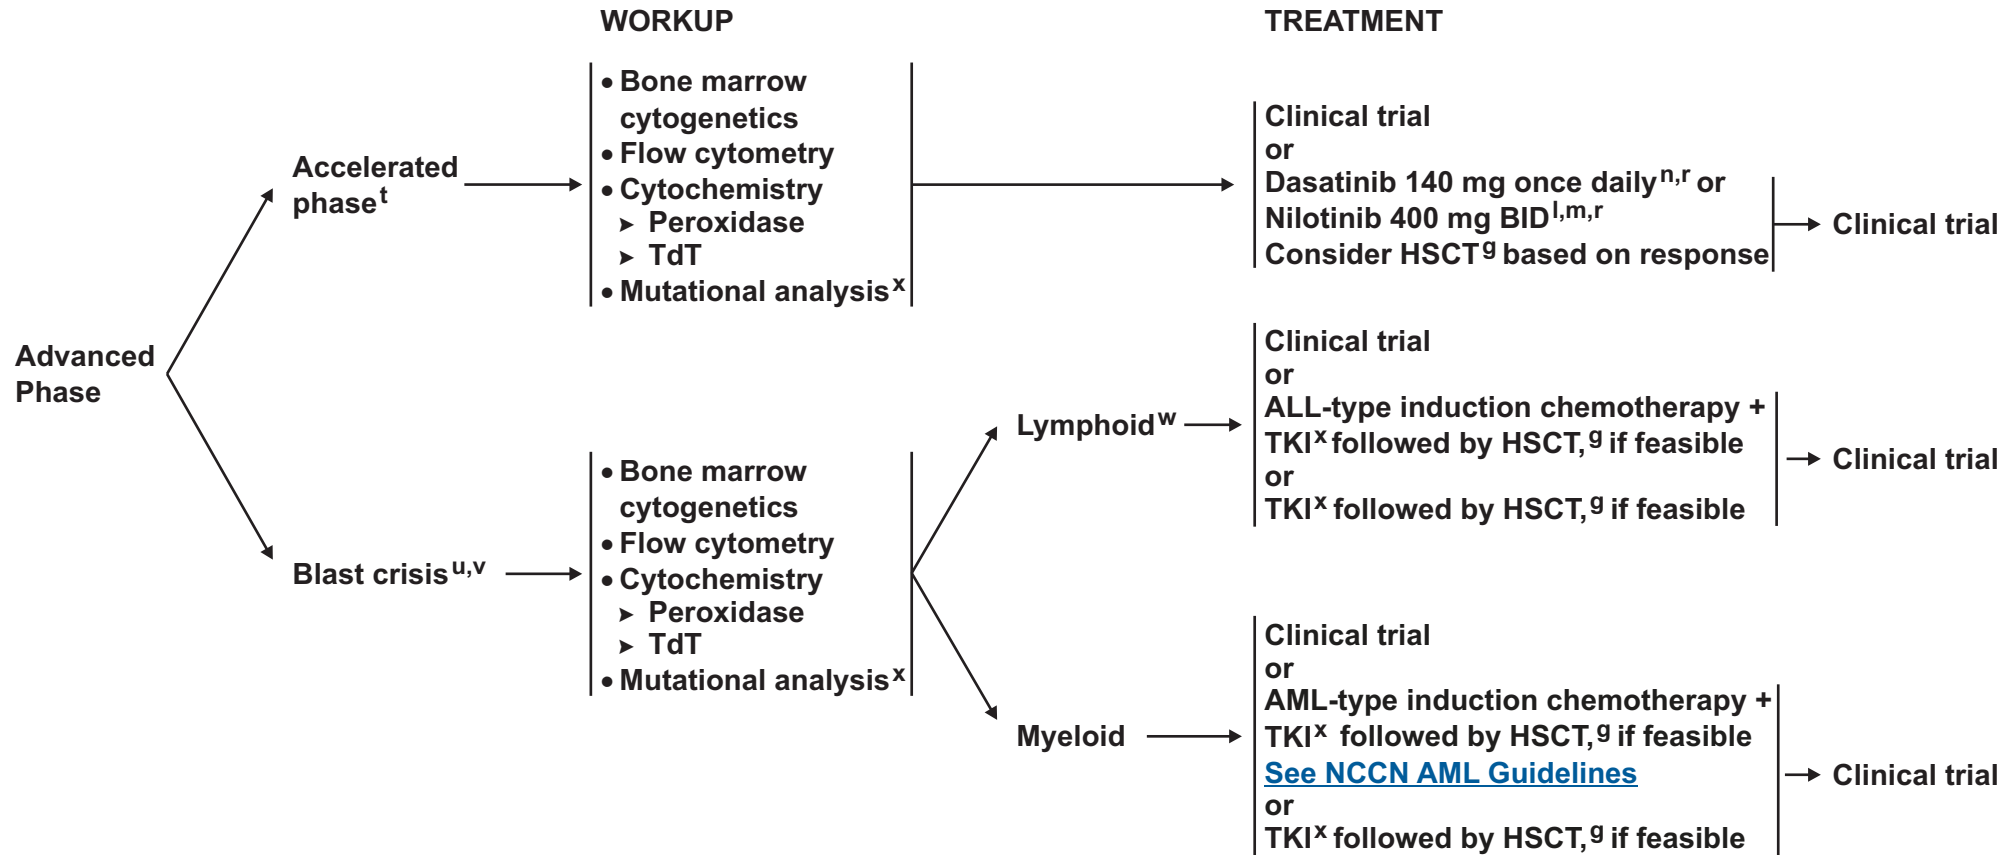 WORKUP
TREATMENT
Advanced
Phase
Accelerated
phase t
• Bone marrow
cytogenetics
• Flow cytometry
• Cytochemistry
➤ Peroxidase
➤ TdT
• Mutational analysis x
Clinical trial
or
Dasatinib 140 mg once daily n,r or
Nilotinib 400 mg BID l,m,r
Consider HSCT g based on response
Clinical trial
Blast crisis u,v
• Bone marrow
cytogenetics
• Flow cytometry
• Cytochemistry
➤ Peroxidase
➤ TdT
• Mutational analysis x
Lymphoid w
Clinical trial
or
ALL-type induction chemotherapy +
TKI x followed by HSCT, g if feasible
or
TKI x followed by HSCT, g if feasible
Clinical trial
Myeloid
Clinical trial
or
AML-type induction chemotherapy +
TKI x followed by HSCT, g if feasible
See NCCN AML Guidelines
or
TKI x followed by HSCT, g if feasible
Clinical trial